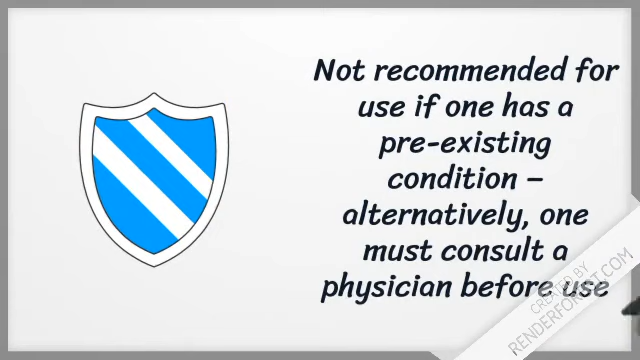 Not recommended for
use if one has a
pre-existing
condition –
alternatively, one
must consult a
physician before use
CREATED BY
RENDERFOREST.COM